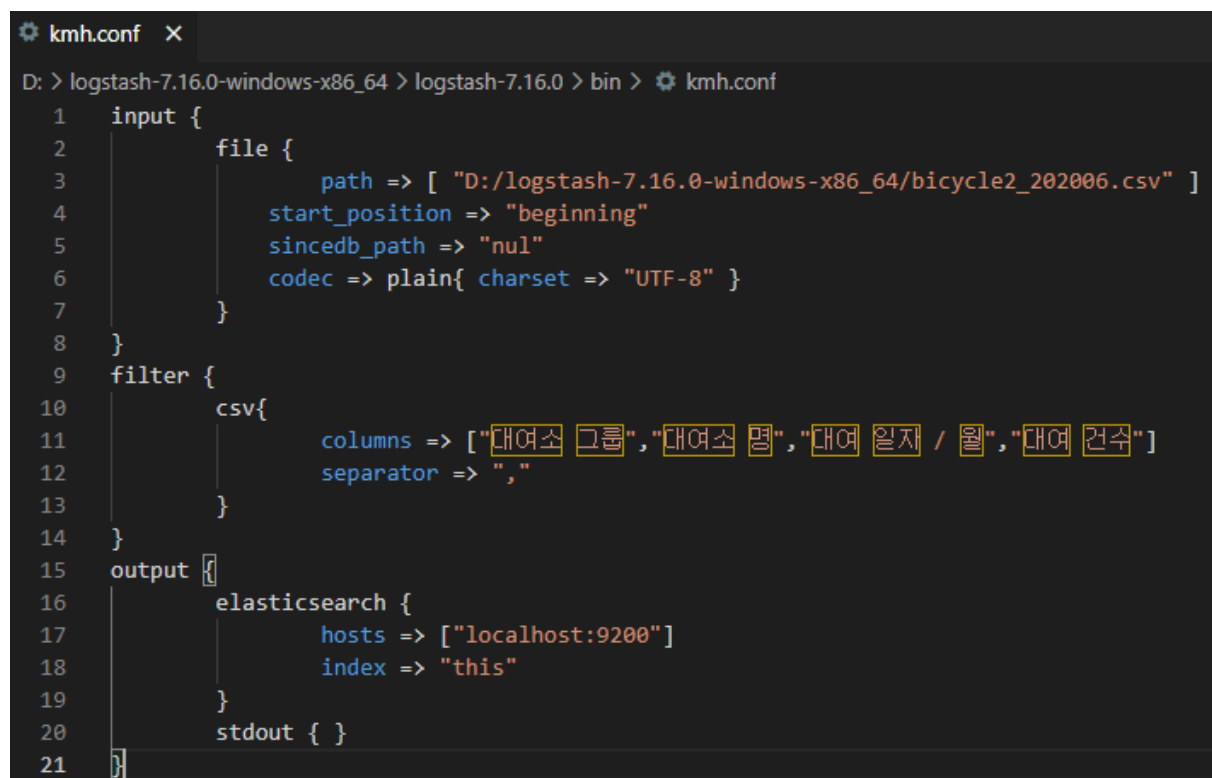 kmh.conf ×
D: > logstash-7.16.0-windows-x86_64 > logstash-7.16.0 > bin > kmh.conf
1 input {
2 file {
3 path => [ "D:/logstash-7.16.0-windows-x86_64/bicycle2_202006.csv" ]
4 start_position => "beginning"
5 sincedb_path => "nul"
6 codec => plain{ charset => "UTF-8" }
7 }
8 }
9 filter {
10 csv{
11 columns => ["대여소 그룹","대여소 명","대여 일자 / 월","대여 건수"]
12 separator => ","
13 }
14 }
15 output {
16 elasticsearch {
17 hosts => ["localhost:9200"]
18 index => "this"
19 }
20 stdout { }
21 }